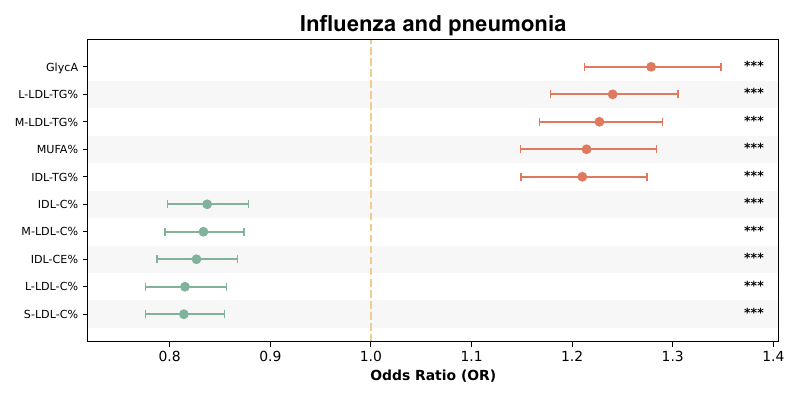 Influenza and pneumonia
GlycA ***
L-LDL-TG% ***
M-LDL-TG% ***
MUFA% ***
IDL-TG% ***
IDL-C% ***
M-LDL-C% ***
IDL-CE% ***
L-LDL-C% ***
S-LDL-C% ***
0.8 0.9 1.0 1.1 1.2 1.3 1.4
Odds Ratio (OR)